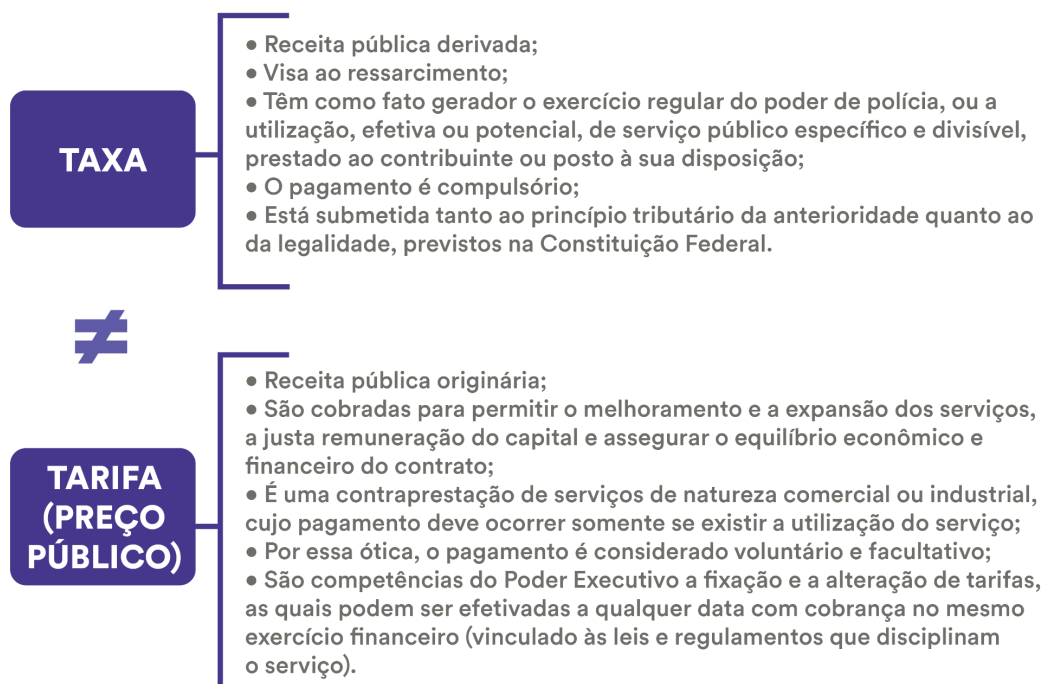 TAXA
• Receita pública derivada;
• Visa ao ressarcimento;
• Têm como fato gerador o exercício regular do poder de polícia, ou a
utilização, efetiva ou potencial, de serviço público específico e divisível,
prestado ao contribuinte ou posto à sua disposição;
• O pagamento é compulsório;
• Está submetida tanto ao princípio tributário da anterioridade quanto ao
da legalidade, previstos na Constituição Federal.
≠
TARIFA
(PREÇO
PÚBLICO)
• Receita pública originária;
• São cobradas para permitir o melhoramento e a expansão dos serviços,
a justa remuneração do capital e assegurar o equilíbrio econômico e
financeiro do contrato;
• É uma contraprestação de serviços de natureza comercial ou industrial,
cujo pagamento deve ocorrer somente se existir a utilização do serviço;
• Por essa ótica, o pagamento é considerado voluntário e facultativo;
• São competências do Poder Executivo a fixação e a alteração de tarifas,
as quais podem ser efetivadas a qualquer data com cobrança no mesmo
exercício financeiro (vinculado às leis e regulamentos que disciplinam
o serviço).